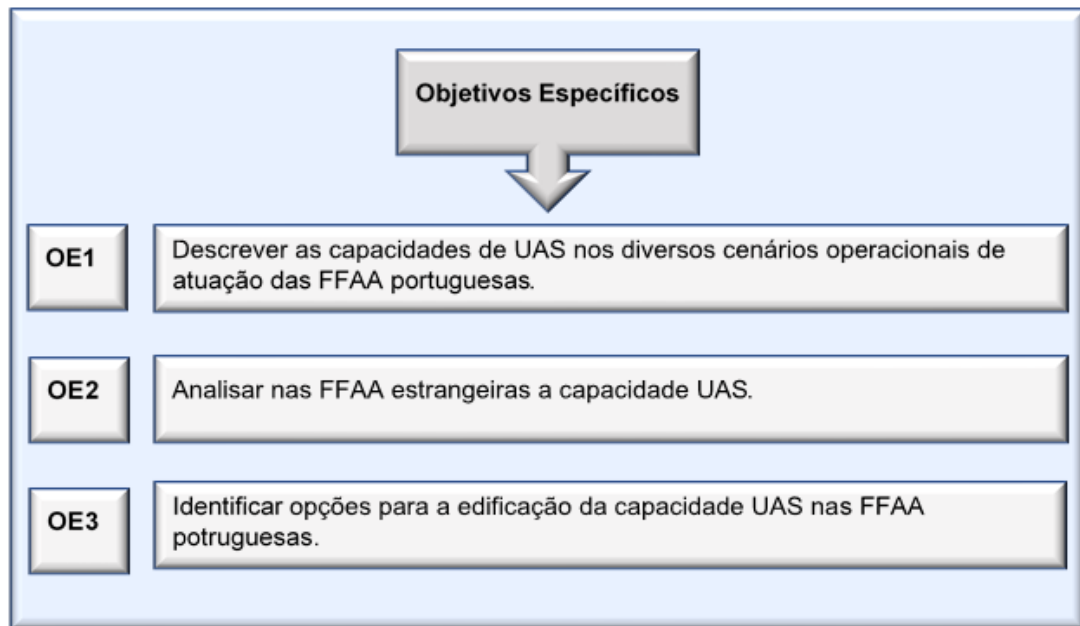 Objetivos Específicos
OE1
Descrever as capacidades de UAS nos diversos cenários operacionais de
atuação das FFAA portuguesas.
OE2
Analisar nas FFAA estrangeiras a capacidade UAS.
OE3
Identificar opções para a edificação da capacidade UAS nas FFAA
potruguesas.